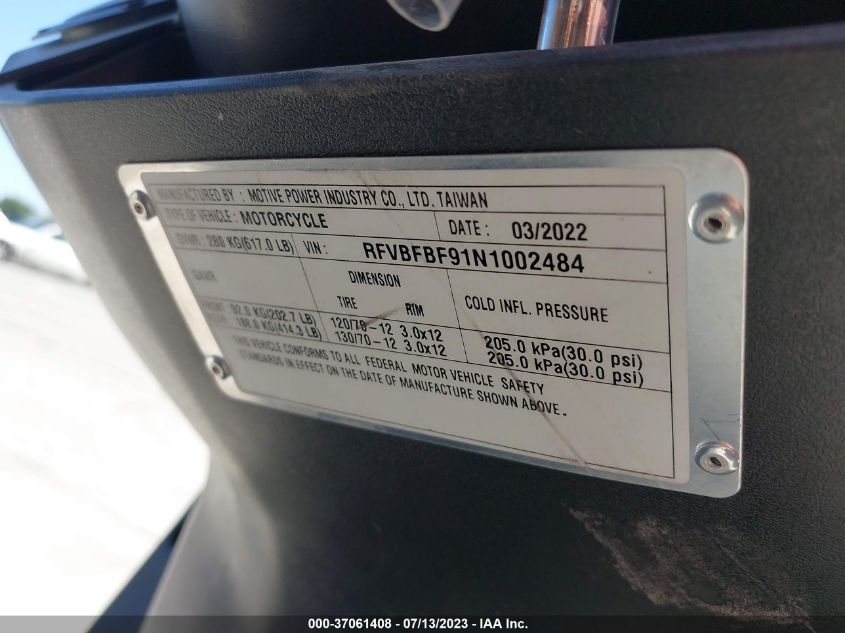 MANUFACTURED BY : MOTIVE POWER INDUSTRY CO., LTD. TAIWAN
TYPE OF VEHICLE : MOTORCYCLE DATE : 03/2022
GVWR : 280 KG(617.0 LB) VIN : RFVBFBF91N1002484
GAWR DIMENSION COLD INFL. PRESSURE
TIRE RIM
FRONT 92.0 KG(202.7 LB) 120/70-12 3.0x12 205.0 kPa(30.0 psi)
REAR 188.0 KG(414.3 LB) 130/70-12 3.0x12 205.0 kPa(30.0 psi)
THIS VEHICLE CONFORMS TO ALL FEDERAL MOTOR VEHICLE SAFETY
STANDARDS IN EFFECT ON THE DATE OF MANUFACTURE SHOWN ABOVE.
000-37061408 - 07/13/2023 - IAA Inc.